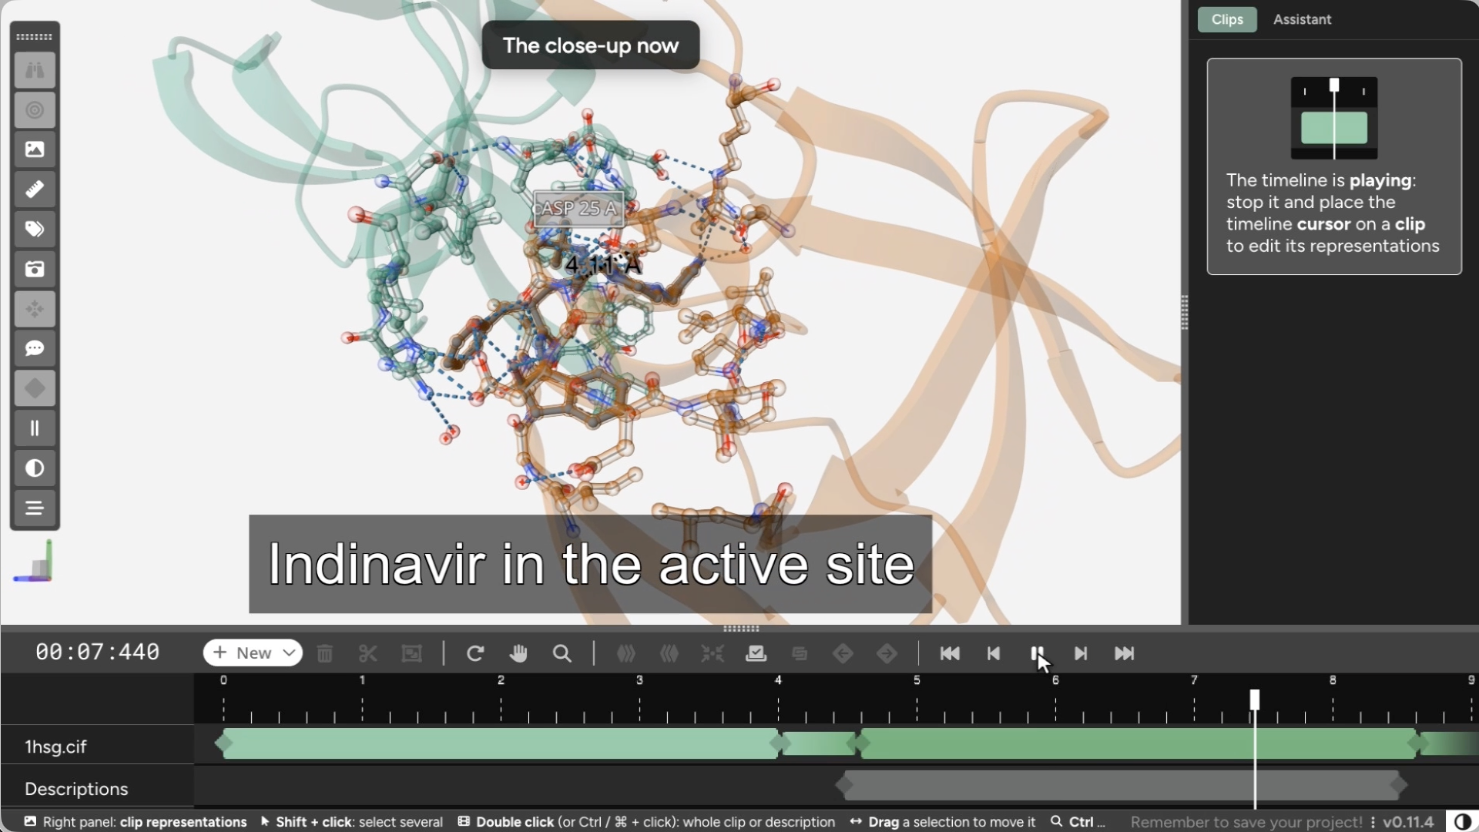 The close-up now
Clips
Assistant
The timeline is playing:
stop it and place the
timeline cursor on a clip
to edit its representations
ASP 25 A
4.11 Å
Indinavir in the active site
00:07:440
+ New
0 1 2 3 4 5 6 7 8 9
1hsg.cif
Descriptions
Right panel: clip representations Shift + click: select several Double click (or Ctrl / ⌘ + click): whole clip or description Drag a selection to move it Ctrl ... Remember to save your project! v0.11.4